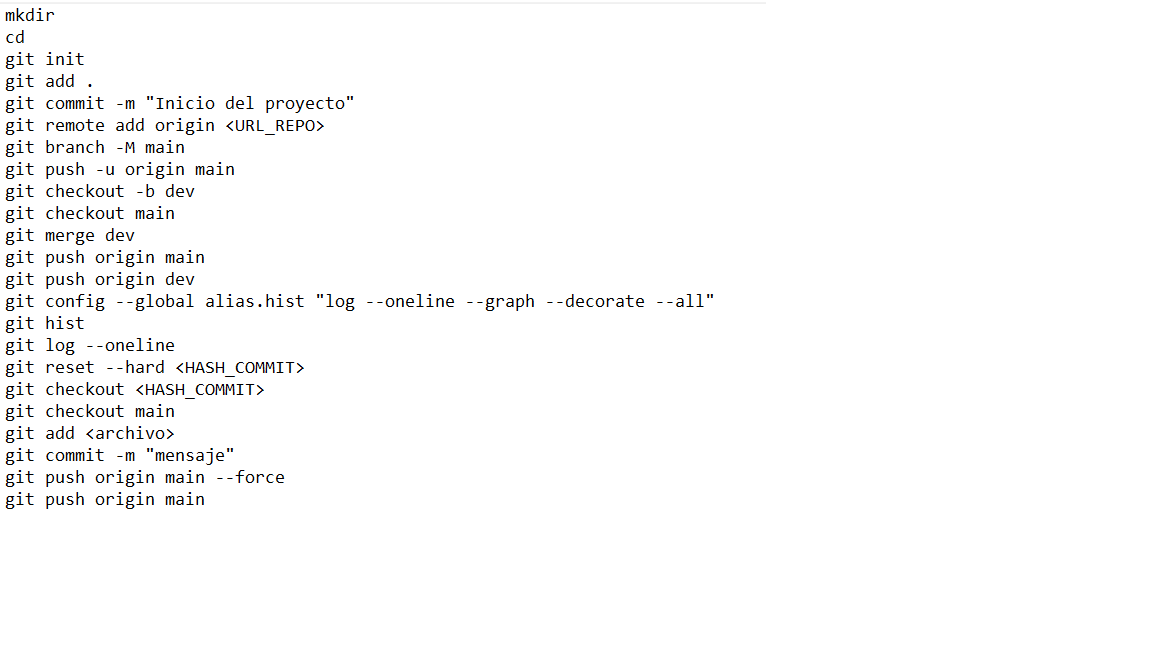 mkdir
cd
git init
git add .
git commit -m "Inicio del proyecto"
git remote add origin <URL_REPO>
git branch -M main
git push -u origin main
git checkout -b dev
git checkout main
git merge dev
git push origin main
git push origin dev
git config --global alias.hist "log --oneline --graph --decorate --all"
git hist
git log --oneline
git reset --hard <HASH_COMMIT>
git checkout <HASH_COMMIT>
git checkout main
git add <archivo>
git commit -m "mensaje"
git push origin main --force
git push origin main